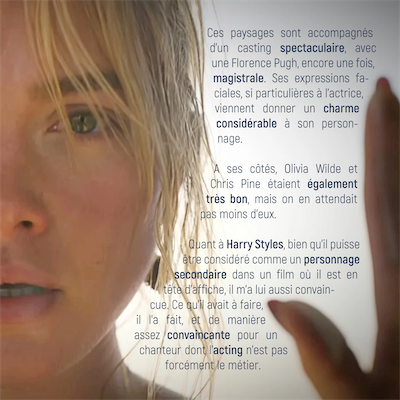 Ces paysages sont accompagnés
d'un casting spectaculaire, avec
une Florence Pugh, encore une fois,
magistrale. Ses expressions fa-
ciales, si particulières à l'actrice,
viennent donner un charme
considérable à son person-
nage.
A ses côtés, Olivia Wilde et
Chris Pine étaient également
très bon, mais on en attendait
pas moins d'eux.
Quant à Harry Styles, bien qu'il puisse
être considéré comme un personnage
secondaire dans un film où il est en
tête d'affiche, il m'a lui aussi convain-
cue. Ce qu'il avait à faire,
il l'a fait, et de manière
assez convaincante pour un
chanteur dont l'acting n'est pas
forcément le métier.